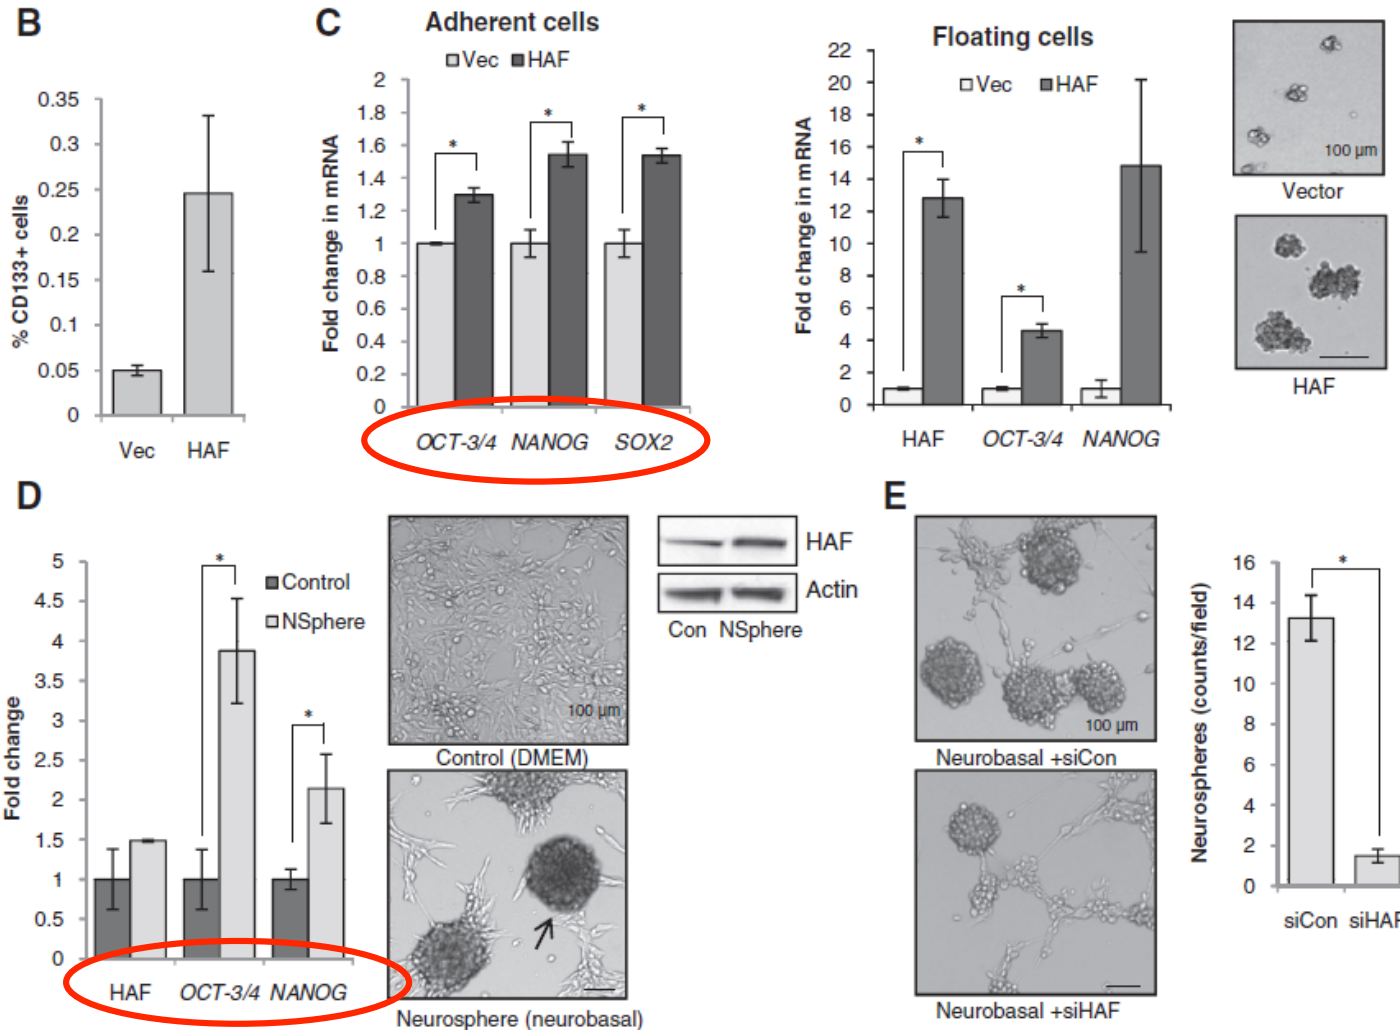 B
0.35
0.3
0.25
0.2
0.15
0.1
0.05
0
% CD133+ cells
Vec HAF
C
Adherent cells
Vec HAF
2
1.8
1.6
1.4
1.2
1
0.8
0.6
0.4
0.2
0
Fold change in mRNA
* * *
OCT-3/4 NANOG SOX2
Floating cells
Vec HAF
22
20
18
16
14
12
10
8
6
4
2
0
Fold change in mRNA
* *
HAF OCT-3/4 NANOG
100 µm
Vector
HAF
D
5
4.5
4
3.5
3
2.5
2
1.5
1
0.5
0
Fold change
Control
NSphere
* *
HAF OCT-3/4 NANOG
100 µm
Control (DMEM)
Neurosphere (neurobasal)
HAF
Actin
Con NSphere
E
100 µm
Neurobasal +siCon
Neurobasal +siHAF
16
14
12
10
8
6
4
2
0
Neurospheres (counts/field)
*
siCon siHAF